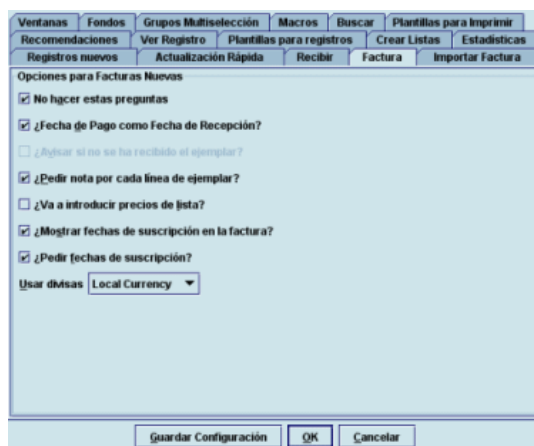 Ventanas Fondos Grupos Multiselección Macros Buscar Plantillas para Imprimir
Recomendaciones Ver Registro Plantillas para registros Crear Listas Estadísticas
Registros nuevos Actualización Rápida Recibir Factura Importar Factura
Opciones para Facturas Nuevas
No hacer estas preguntas
¿Fecha de Pago como Fecha de Recepción?
¿Avisar si no se ha recibido el ejemplar?
¿Pedir nota por cada línea de ejemplar?
¿Va a introducir precios de lista?
¿Mostrar fechas de suscripción en la factura?
¿Pedir fechas de suscripción?
Usar divisas Local Currency
Guardar Configuración OK Cancelar